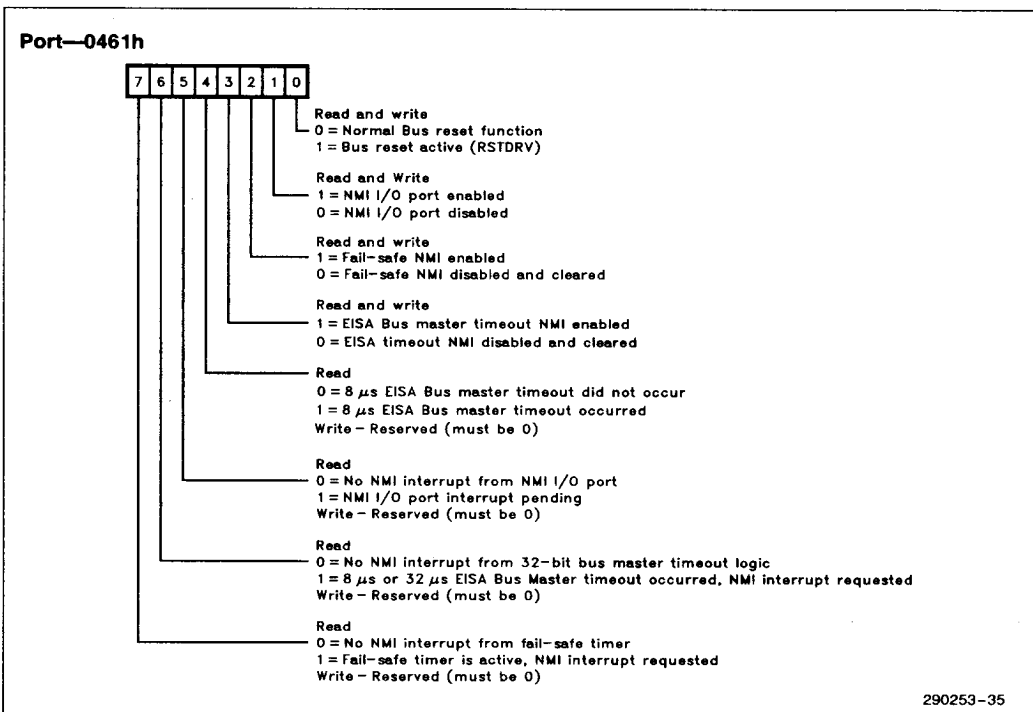 Port—0461h
7 6 5 4 3 2 1 0
Read and write
0 = Normal Bus reset function
1 = Bus reset active (RSTDRV)
Read and Write
1 = NMI I/O port enabled
0 = NMI I/O port disabled
Read and write
1 = Fail-safe NMI enabled
0 = Fail-safe NMI disabled and cleared
Read and write
1 = EISA Bus master timeout NMI enabled
0 = EISA timeout NMI disabled and cleared
Read
0 = 8 μs EISA Bus master timeout did not occur
1 = 8 μs EISA Bus master timeout occurred
Write – Reserved (must be 0)
Read
0 = No NMI interrupt from NMI I/O port
1 = NMI I/O port interrupt pending
Write – Reserved (must be 0)
Read
0 = No NMI interrupt from 32-bit bus master timeout logic
1 = 8 μs or 32 μs EISA Bus Master timeout occurred, NMI interrupt requested
Write – Reserved (must be 0)
Read
0 = No NMI interrupt from fail-safe timer
1 = Fail-safe timer is active, NMI interrupt requested
Write – Reserved (must be 0)
290253-35